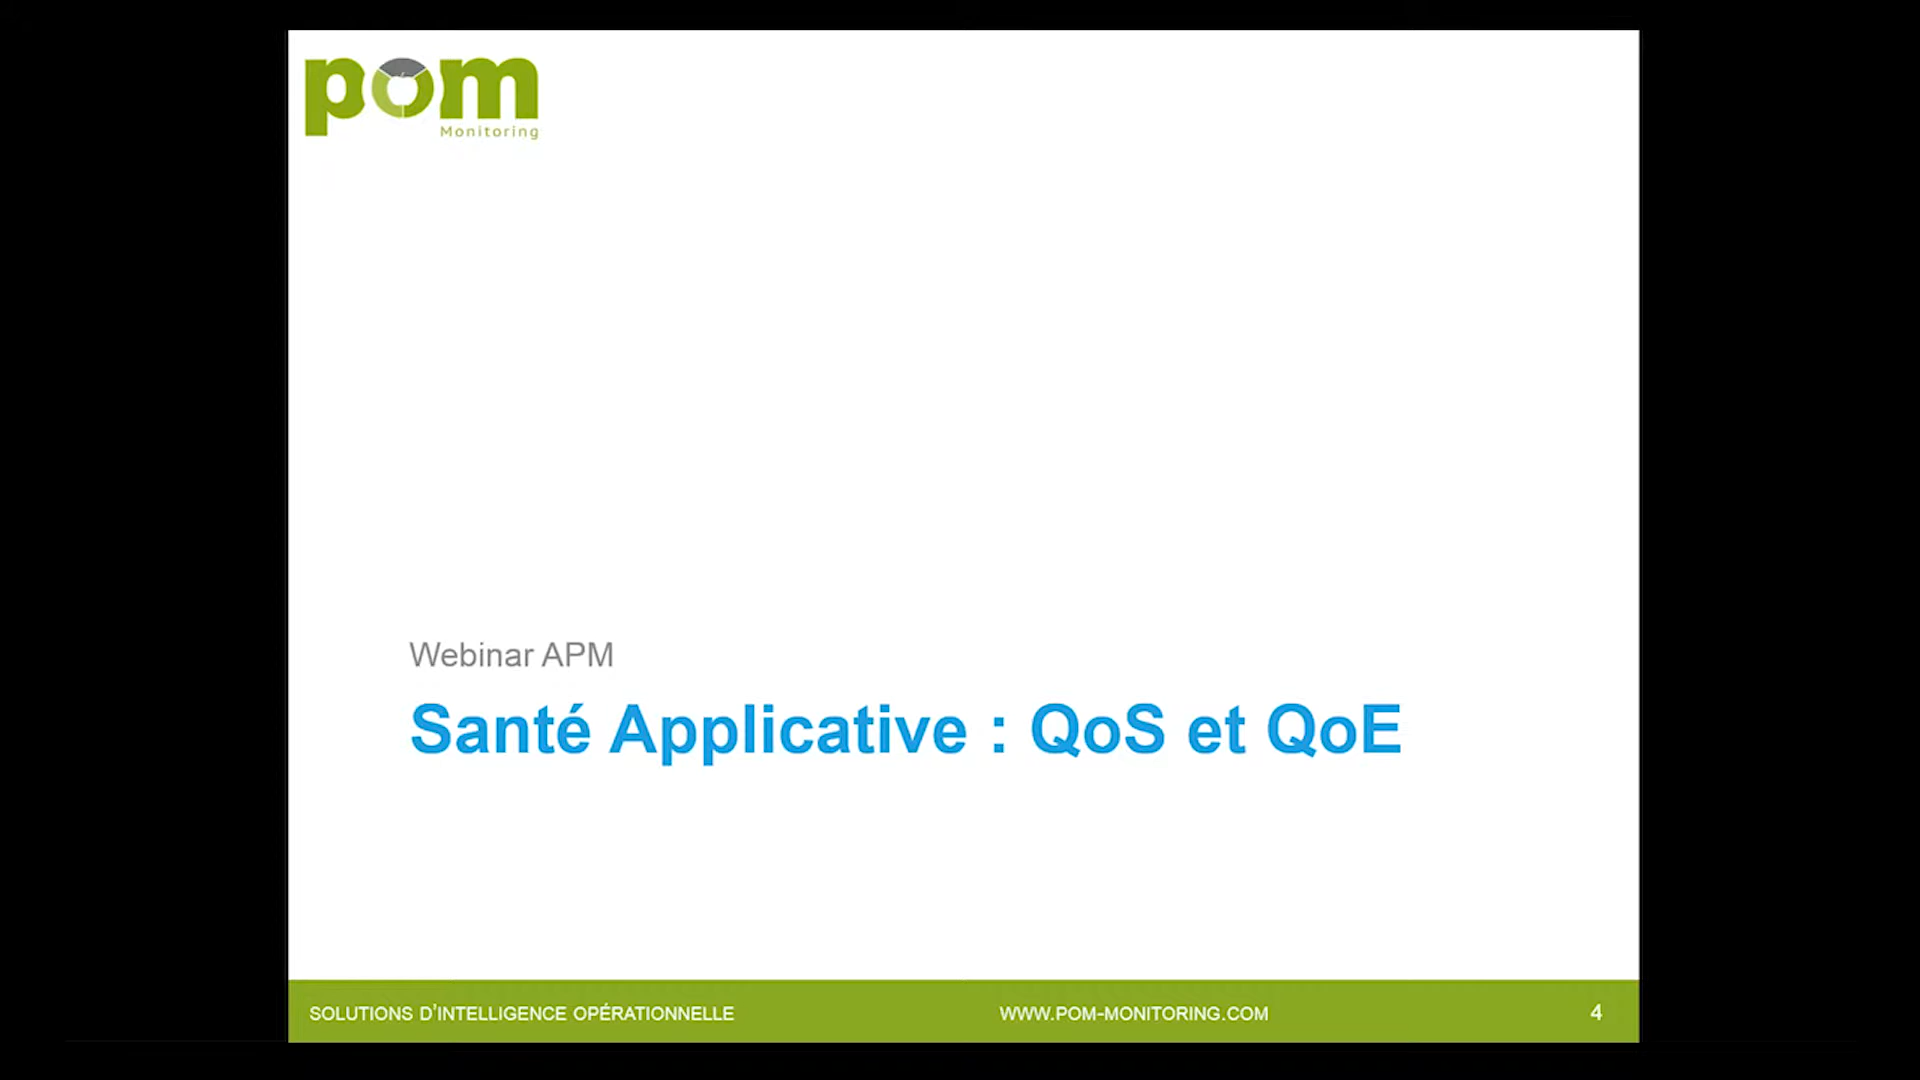 pom
Monitoring
Webinar APM
Santé Applicative : QoS et QoE
SOLUTIONS D'INTELLIGENCE OPÉRATIONNELLE
WWW.POM-MONITORING.COM
4